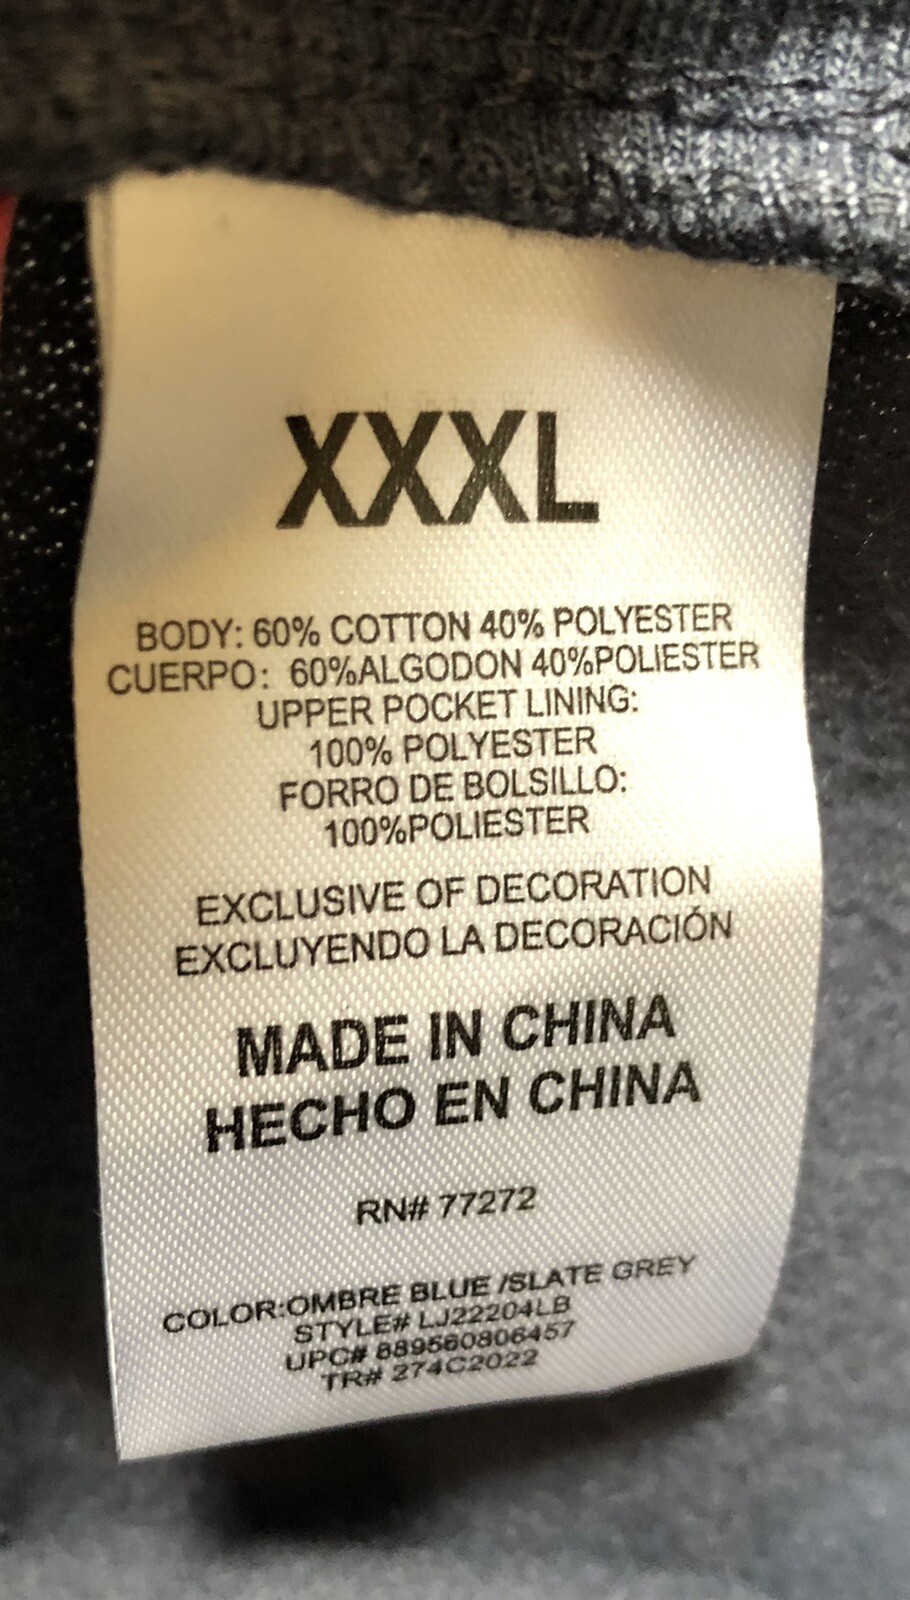 XXXL
BODY: 60% COTTON 40% POLYESTER
CUERPO: 60%ALGODON 40%POLIESTER
UPPER POCKET LINING:
100% POLYESTER
FORRO DE BOLSILLO:
100%POLIESTER
EXCLUSIVE OF DECORATION
EXCLUYENDO LA DECORACIÓN
MADE IN CHINA
HECHO EN CHINA
RN# 77272
COLOR:OMBRE BLUE /SLATE GREY
STYLE# LJ22204LB
UPC# 889560806457
TR# 274C2022